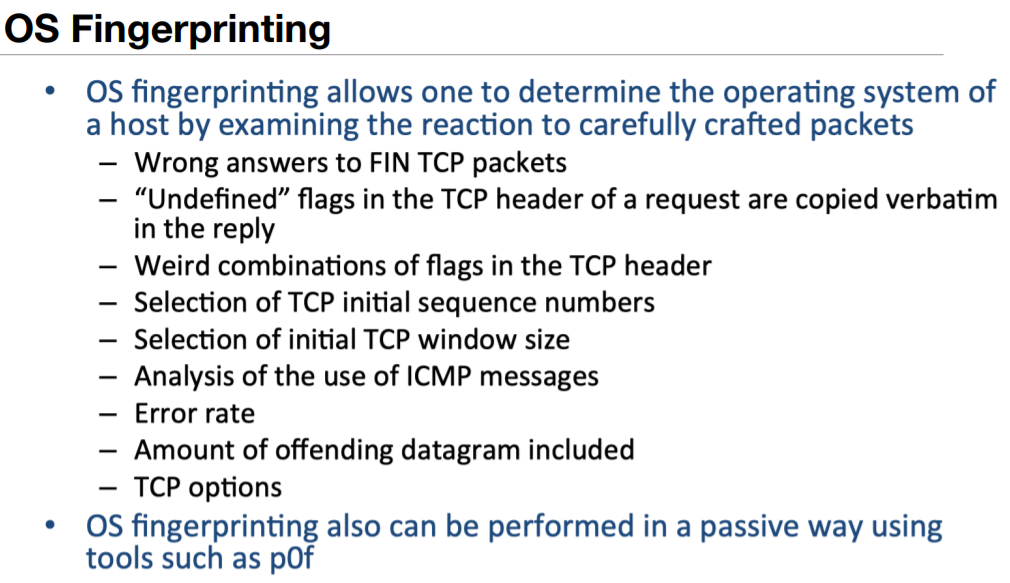 OS Fingerprinting
• OS fingerprinting allows one to determine the operating system of
a host by examining the reaction to carefully crafted packets
– Wrong answers to FIN TCP packets
– “Undefined” flags in the TCP header of a request are copied verbatim
in the reply
– Weird combinations of flags in the TCP header
– Selection of TCP initial sequence numbers
– Selection of initial TCP window size
– Analysis of the use of ICMP messages
– Error rate
– Amount of offending datagram included
– TCP options
• OS fingerprinting also can be performed in a passive way using
tools such as p0f